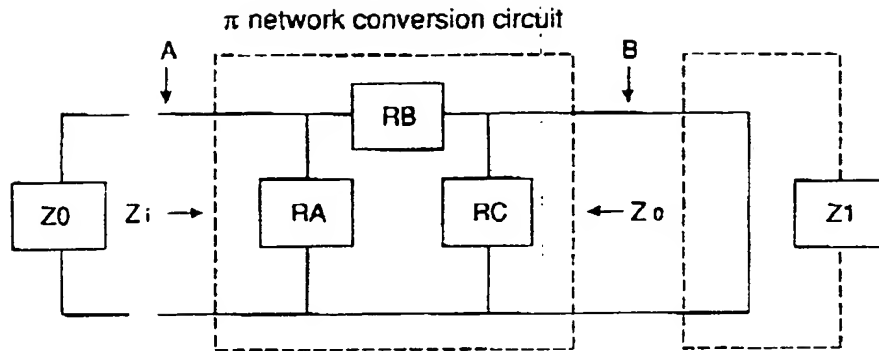 π network conversion circuit
A
B
RB
Z0
Zi
RA
RC
Zo
Z1